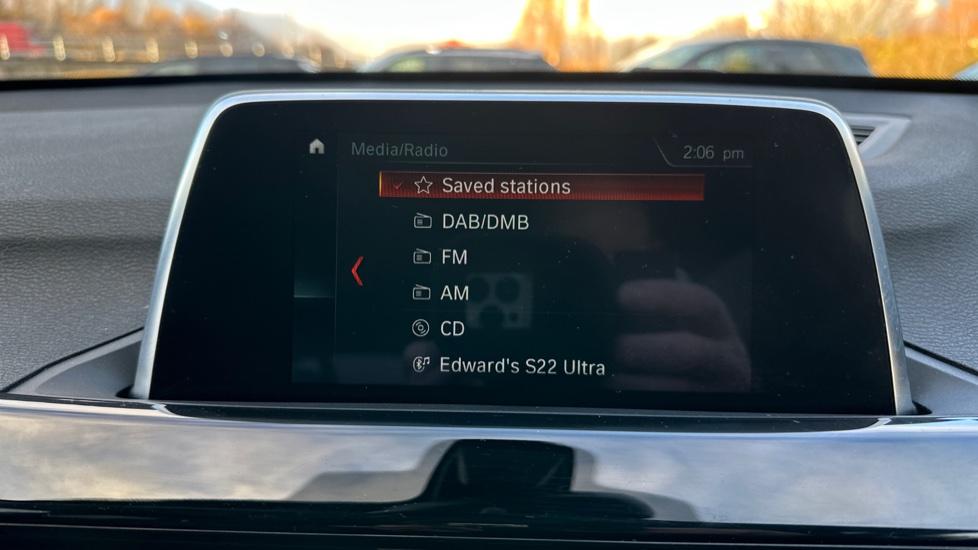 Media/Radio
2:06 pm
Saved stations
DAB/DMB
FM
AM
CD
Edward's S22 Ultra